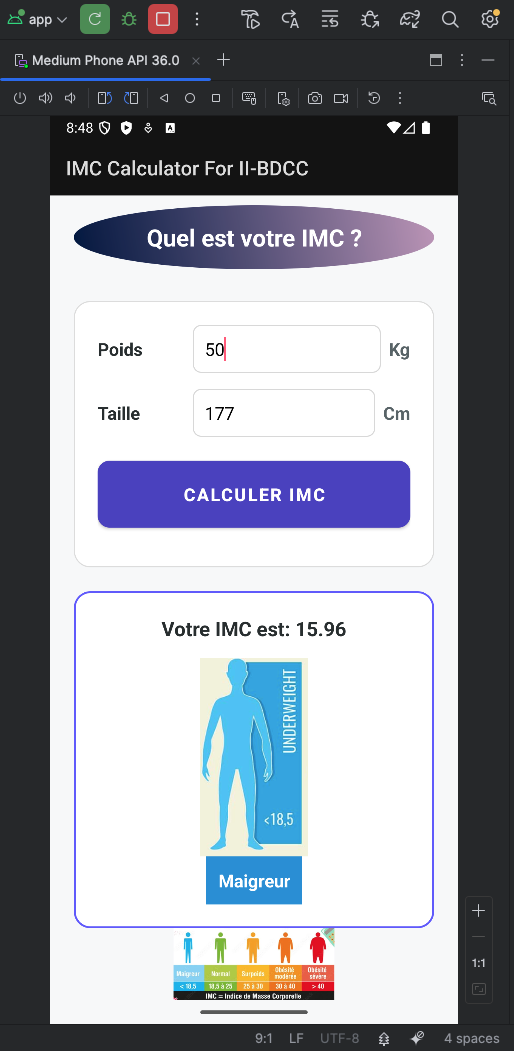 app
Medium Phone API 36.0
8:48
A
IMC Calculator For II-BDCC
Quel est votre IMC ?
Poids 50 Kg
Taille 177 Cm
CALCULER IMC
Votre IMC est: 15.96
UNDERWEIGHT
<18,5
Maigreur
Maigreur Normal Surpoids Obésité modérée Obésité sévère
< 18,5 18,5 à 25 25 à 30 30 à 40 > 40
IMC = Indice de Masse Corporelle
1:1
9:1 LF UTF-8 4 spaces